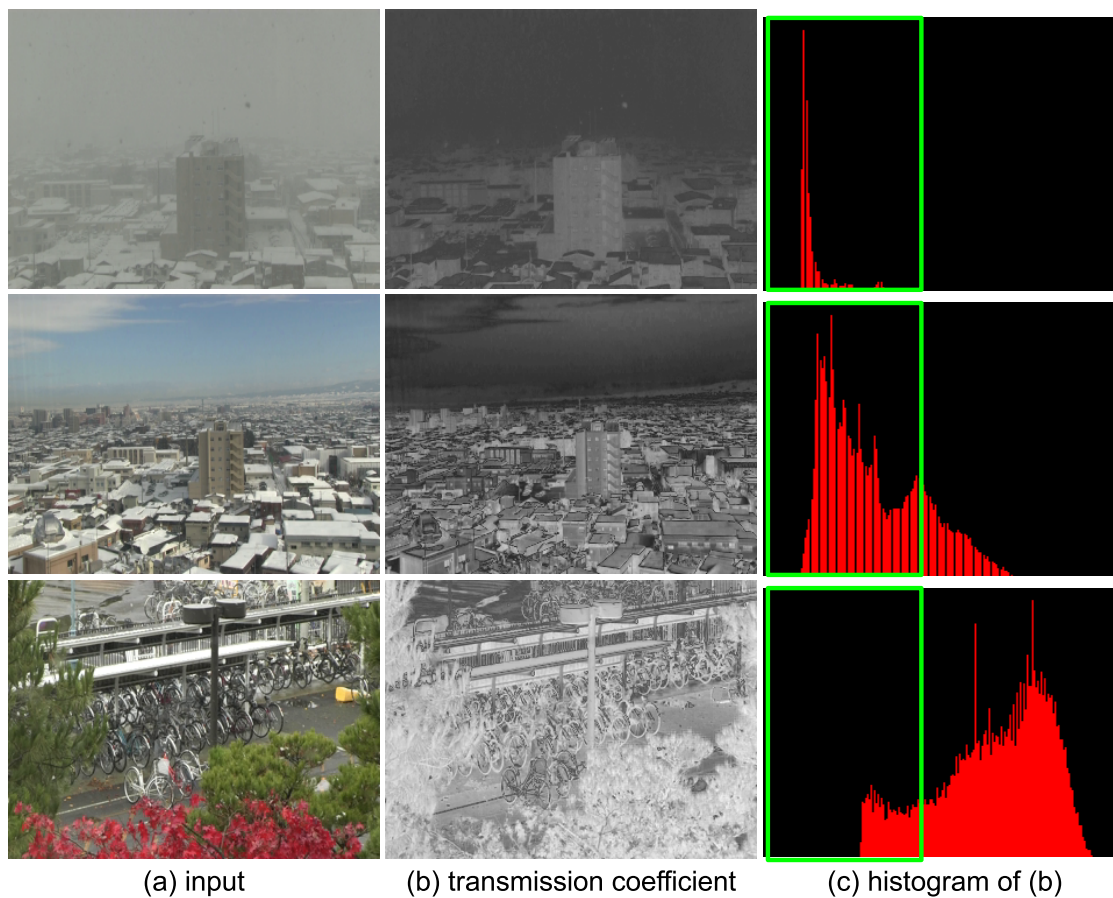 (a) input
(b) transmission coefficient
(c) histogram of (b)